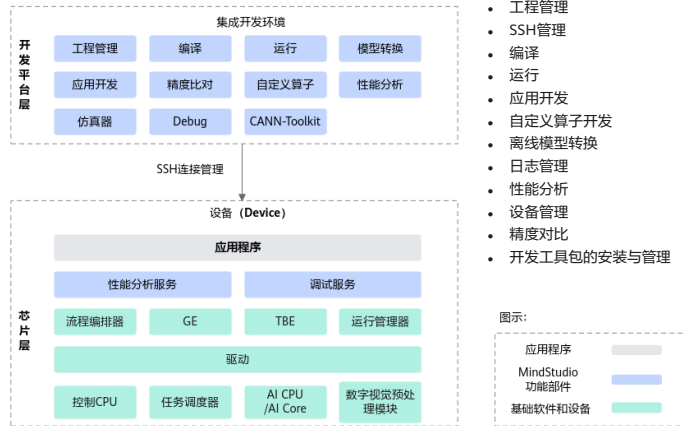 集成开发环境
开发平台层
工程管理 编译 运行 模型转换
应用开发 精度比对 自定义算子 性能分析
仿真器 Debug CANN-Toolkit
SSH连接管理
设备（Device）
芯片层
应用程序
性能分析服务 调试服务
流程编排器 GE TBE 运行管理器
驱动
控制CPU 任务调度器 AI CPU
/AI Core 数字视觉预处
理模块
• 工程管理
• SSH管理
• 编译
• 运行
• 应用开发
• 自定义算子开发
• 离线模型转换
• 日志管理
• 性能分析
• 设备管理
• 精度对比
• 开发工具包的安装与管理
图示：
应用程序
MindStudio
功能部件
基础软件和设备